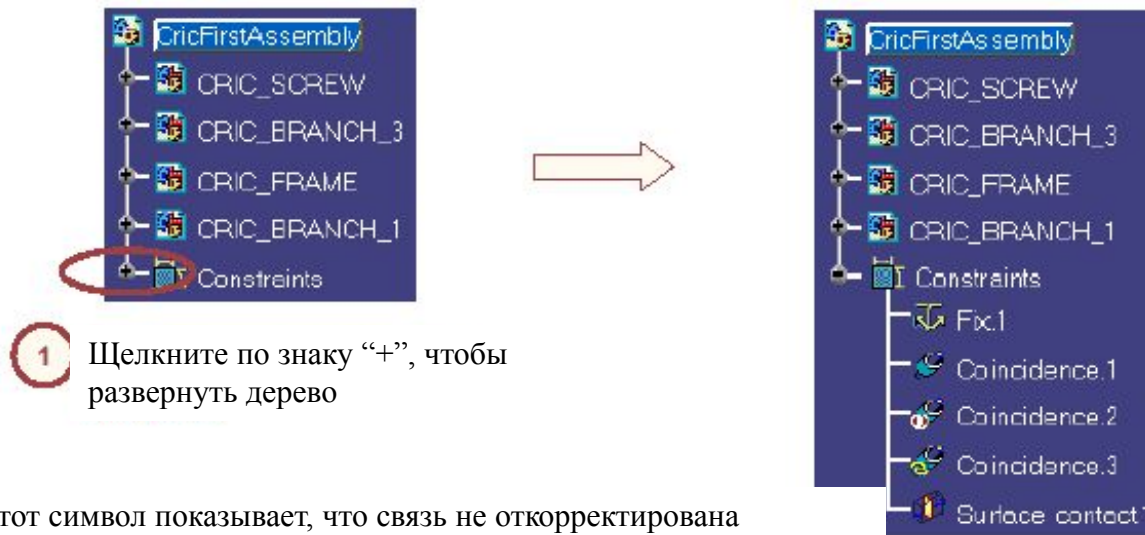 CricFirstAssembly
CRIC_SCREW
CRIC_BRANCH_3
CRIC_FRAME
CRIC_BRANCH_1
Constraints
1 Щелкните по знаку “+”, чтобы
развернуть дерево
CricFirstAssembly
CRIC_SCREW
CRIC_BRANCH_3
CRIC_FRAME
CRIC_BRANCH_1
Constraints
Fix.1
Coincidence.1
Coincidence.2
Coincidence.3
Surface contact
тот символ показывает, что связь не откорректирована